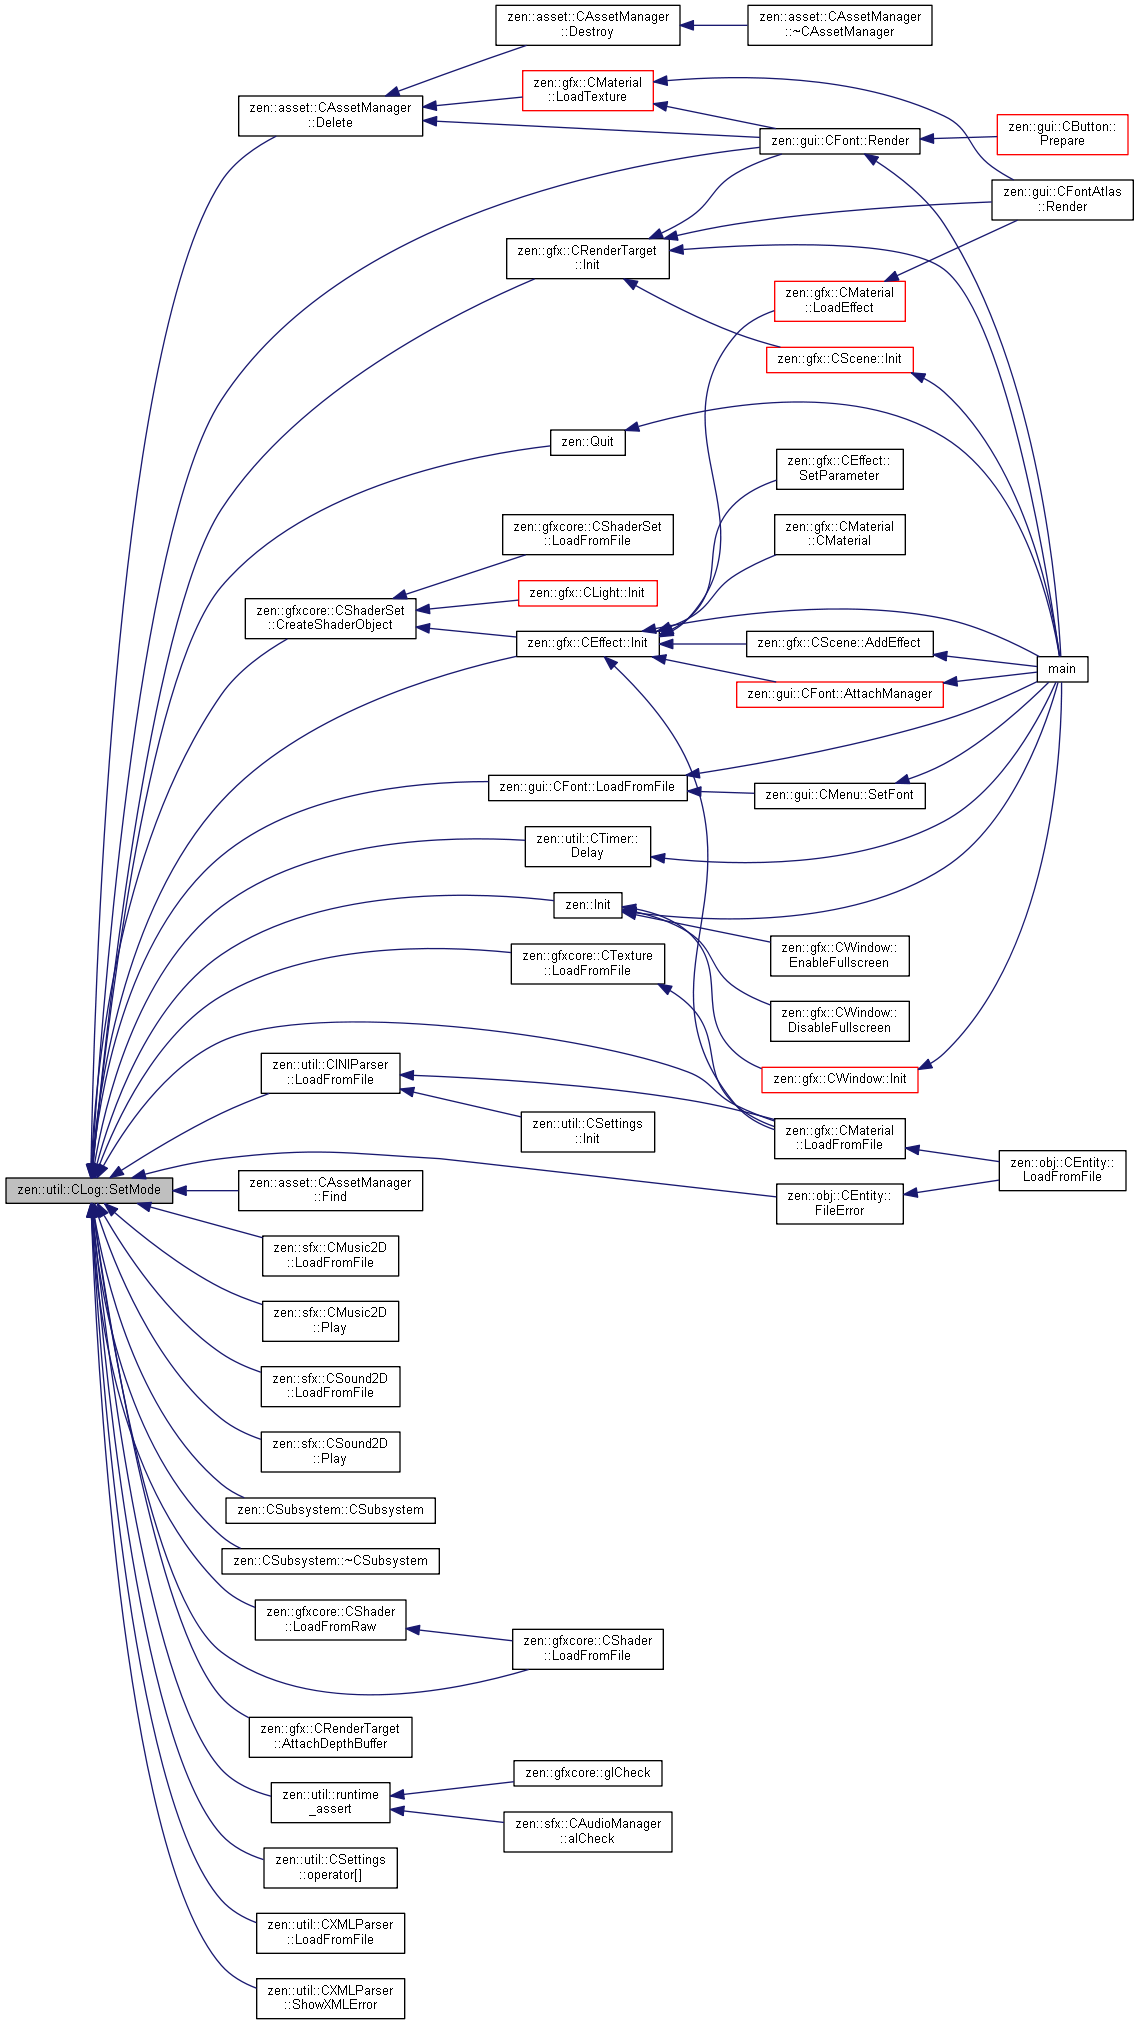 zen::asset::CAssetManager
::Destroy
zen::asset::CAssetManager
::~CAssetManager
zen::gfx::CMaterial
::LoadTexture
zen::asset::CAssetManager
::Delete
zen::gui::CFont::Render
zen::gui::CButton::
Prepare
zen::gui::CFontAtlas
::Render
zen::gfx::CRenderTarget
::Init
zen::gfx::CMaterial
::LoadEffect
zen::gfx::CScene::Init
zen::Quit
zen::gfx::CEffect::
SetParameter
zen::gfxcore::CShaderSet
::LoadFromFile
zen::gfx::CMaterial
::CMaterial
zen::gfx::CLight::Init
zen::gfxcore::CShaderSet
::CreateShaderObject
zen::gfx::CEffect::Init
zen::gfx::CScene::AddEffect
main
zen::gui::CFont::AttachManager
zen::gui::CFont::LoadFromFile
zen::gui::CMenu::SetFont
zen::util::CTimer::
Delay
zen::Init
zen::gfx::CWindow::
EnableFullscreen
zen::gfxcore::CTexture
::LoadFromFile
zen::gfx::CWindow::
DisableFullscreen
zen::util::CINIParser
::LoadFromFile
zen::gfx::CWindow::Init
zen::util::CSettings
::Init
zen::gfx::CMaterial
::LoadFromFile
zen::obj::CEntity::
LoadFromFile
zen::util::CLog::SetMode
zen::asset::CAssetManager
::Find
zen::obj::CEntity::
FileError
zen::sfx::CMusic2D
::LoadFromFile
zen::sfx::CMusic2D
::Play
zen::sfx::CSound2D
::LoadFromFile
zen::sfx::CSound2D
::Play
zen::CSubsystem::CSubsystem
zen::CSubsystem::~CSubsystem
zen::gfxcore::CShader
::LoadFromRaw
zen::gfxcore::CShader
::LoadFromFile
zen::gfx::CRenderTarget
::AttachDepthBuffer
zen::gfxcore::glCheck
zen::util::runtime
_assert
zen::sfx::CAudioManager
::alCheck
zen::util::CSettings
::operator[]
zen::util::CXMLParser
::LoadFromFile
zen::util::CXMLParser
::ShowXMLError